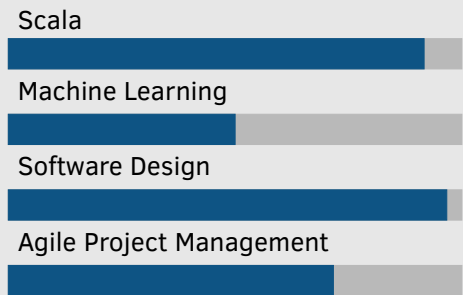 Scala
Machine Learning
Software Design
Agile Project Management